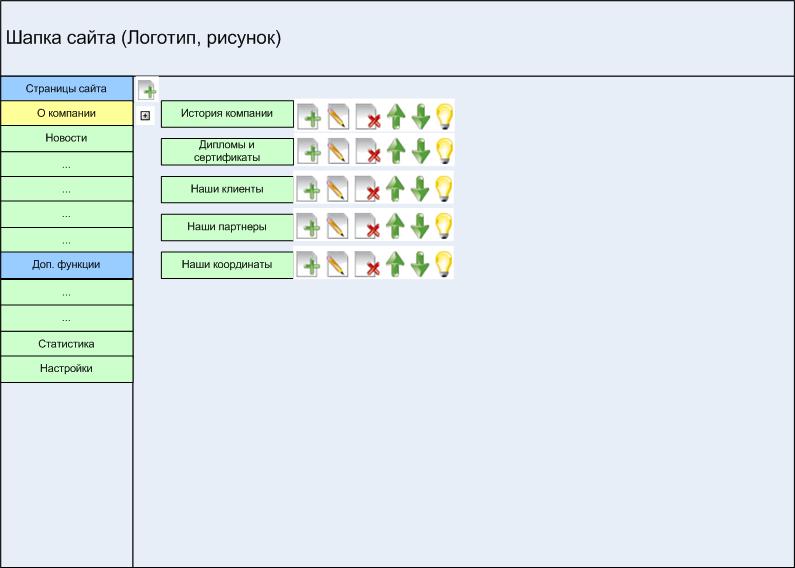 Шапка сайта (Логотип, рисунок)
Страницы сайта
О компании
Новости
...
...
...
...
Доп. функции
...
...
Статистика
Настройки
История компании
Дипломы и
сертификаты
Наши клиенты
Наши партнеры
Наши координаты